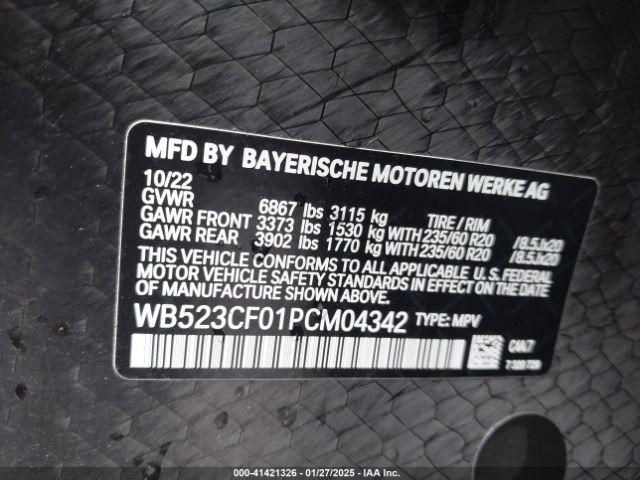 MFD BY BAYERISCHE MOTOREN WERKE AG
10/22
GVWR 6867 lbs 3115 kg TIRE / RIM
GAWR FRONT 3373 lbs 1530 kg WITH 235/60 R20 /8.5Jx20
GAWR REAR 3902 lbs 1770 kg WITH 235/60 R20 /8.5Jx20
THIS VEHICLE CONFORMS TO ALL APPLICABLE U.S. FEDERAL
MOTOR VEHICLE SAFETY STANDARDS IN EFFECT ON THE DATE
OF MANUFACTURE SHOWN ABOVE.
WB523CF01PCM04342 TYPE: MPV
000-41421326 | 01/27/2025 | IAA Inc.